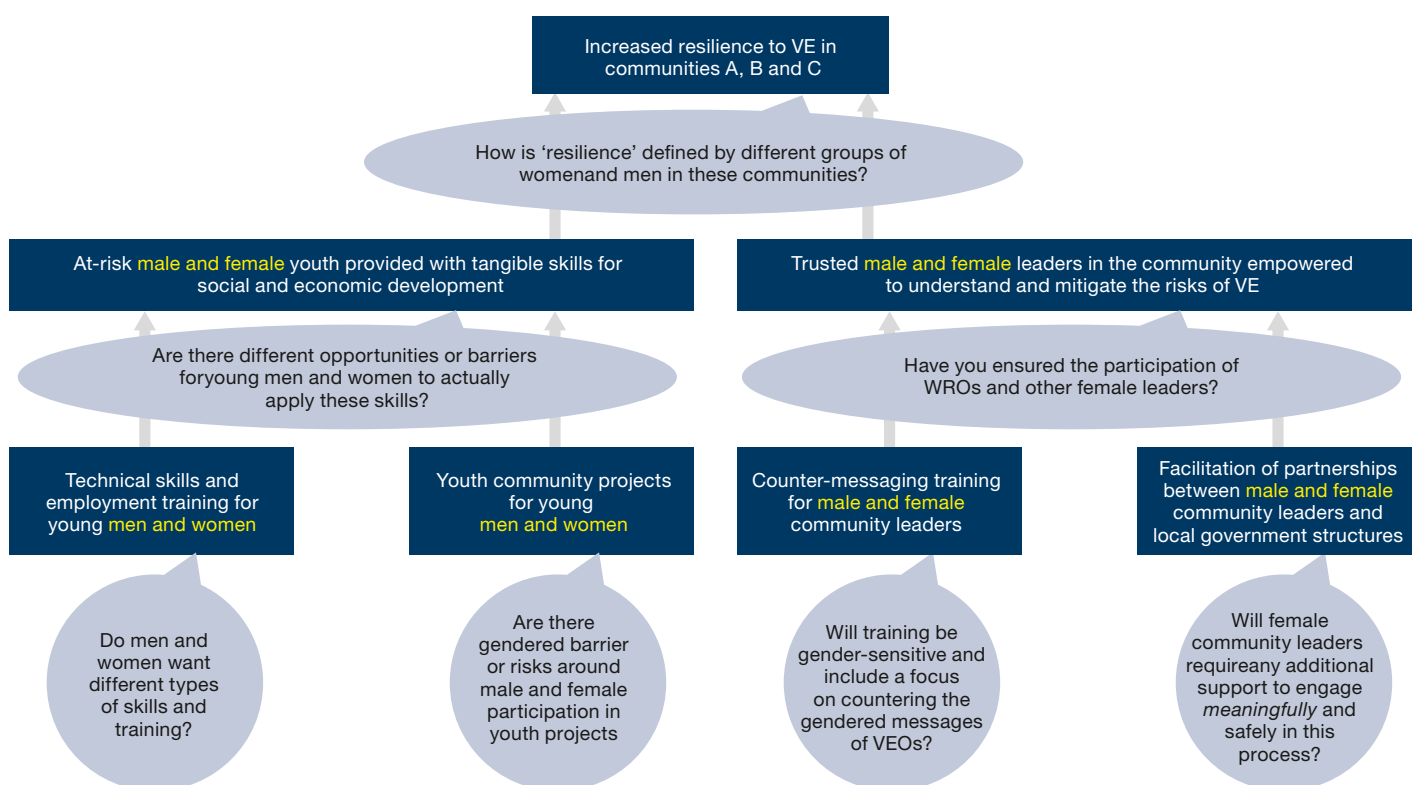 Increased resilience to VE in
communities A, B and C
How is ‘resilience’ defined by different groups of
womenand men in these communities?
At-risk male and female youth provided with tangible skills for
social and economic development
Trusted male and female leaders in the community empowered
to understand and mitigate the risks of VE
Are there different opportunities or barriers
foryoung men and women to actually
apply these skills?
Have you ensured the participation of
WROs and other female leaders?
Technical skills and
employment training for
young men and women
Youth community projects
for young
men and women
Counter-messaging training
for male and female
community leaders
Facilitation of partnerships
between male and female
community leaders and
local government structures
Do men and
women want
different types
of skills and
training?
Are there
gendered barrier
or risks around
male and female
participation in
youth projects
Will training be
gender-sensitive and
include a focus
on countering the
gendered messages
of VEOs?
Will female
community leaders
requireany additional
support to engage
meaningfully and
safely in this
process?